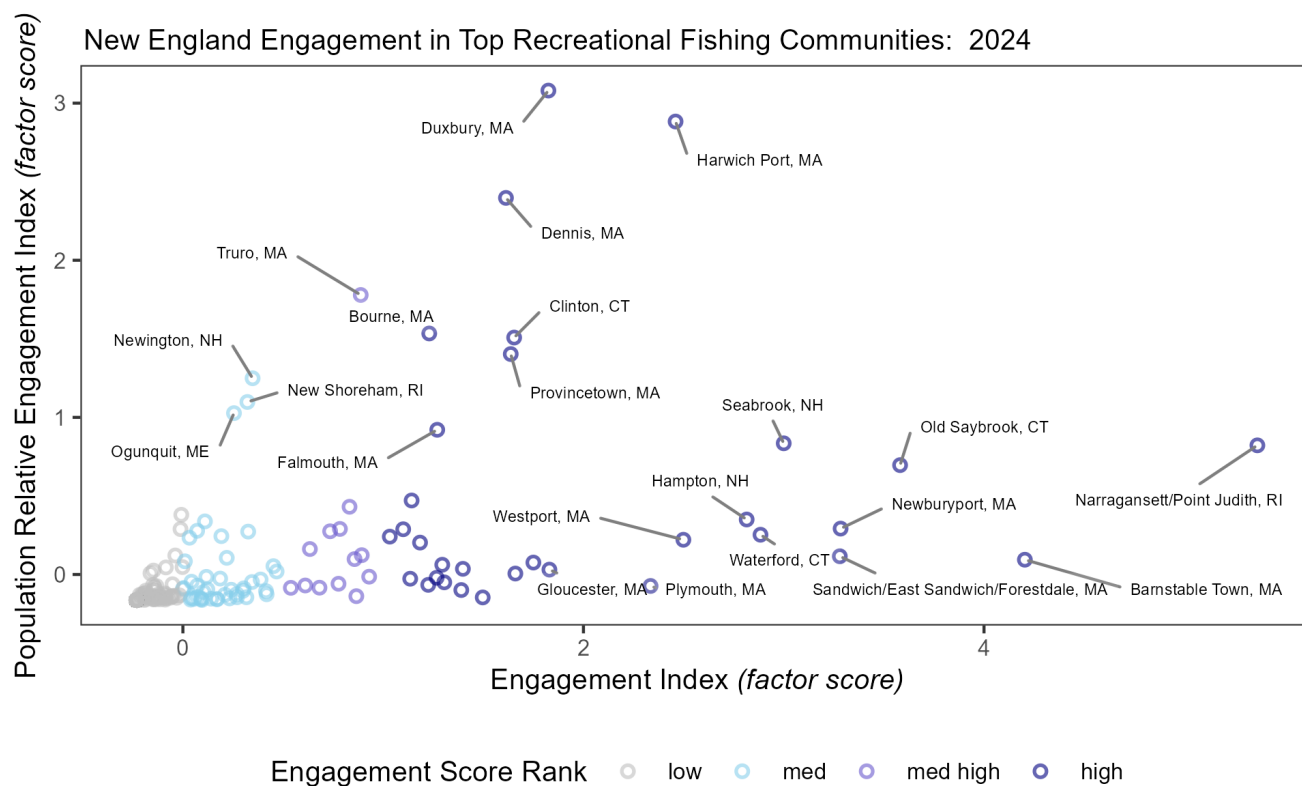 New England Engagement in Top Recreational Fishing Communities:  2024
Population Relative Engagement Index (factor score)
3
2
1
0
Duxbury, MA
Harwich Port, MA
Dennis, MA
Truro, MA
Clinton, CT
Bourne, MA
Newington, NH
New Shoreham, RI
Provincetown, MA
Seabrook, NH
Old Saybrook, CT
Ogunquit, ME
Falmouth, MA
Hampton, NH
Narragansett/Point Judith, RI
Newburyport, MA
Westport, MA
Waterford, CT
Gloucester, MA
Plymouth, MA
Sandwich/East Sandwich/Forestdale, MA
Barnstable Town, MA
0
2
4
Engagement Index (factor score)
Engagement Score Rank
low
med
med high
high